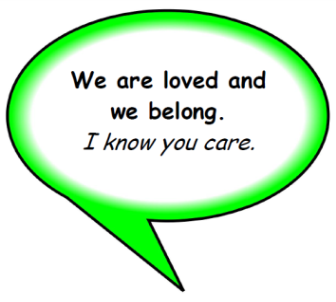 We are loved and
we belong.
I know you care.